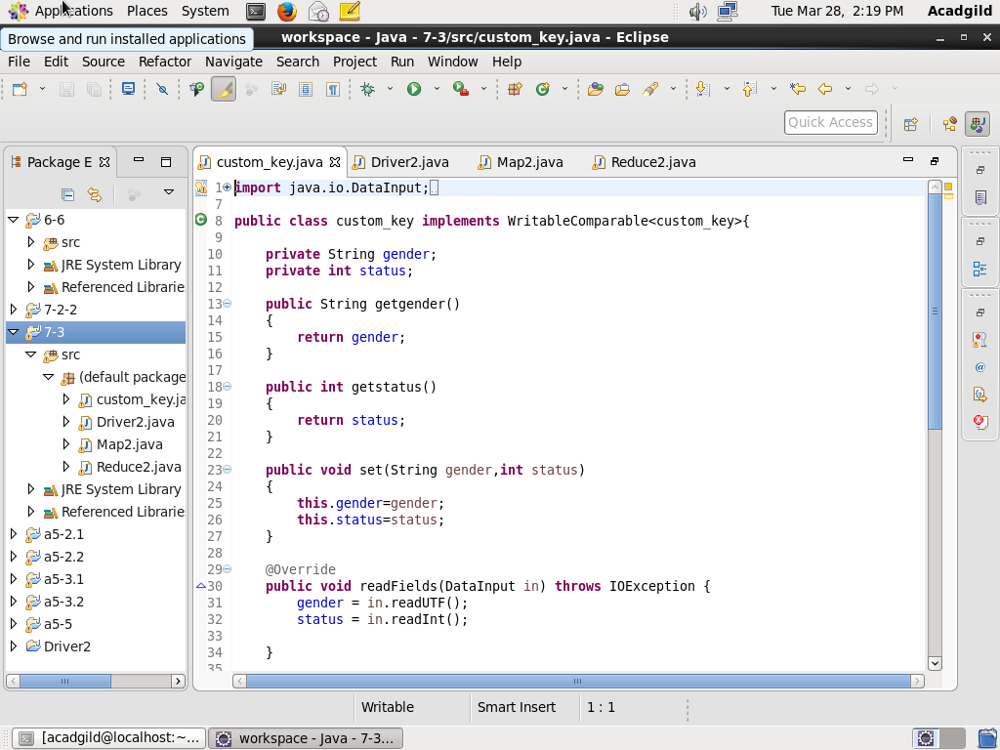 Applications Places System Tue Mar 28, 2:19 PM Acadgild
Browse and run installed applications
workspace - Java - 7-3/src/custom_key.java - Eclipse
File Edit Source Refactor Navigate Search Project Run Window Help
Quick Access
Package E
custom_key.java Driver2.java Map2.java Reduce2.java
6-6
src
JRE System Library
Referenced Librarie
7-2-2
7-3
src
(default package
custom_key.ja
Driver2.java
Map2.java
Reduce2.java
JRE System Library
Referenced Librarie
a5-2.1
a5-2.2
a5-3.1
a5-3.2
a5-5
Driver2
1 import java.io.DataInput;
7
8 public class custom_key implements WritableComparable<custom_key>{
9
10 private String gender;
11 private int status;
12
13 public String getgender()
14 {
15 return gender;
16 }
17
18 public int getstatus()
19 {
20 return status;
21 }
22
23 public void set(String gender,int status)
24 {
25 this.gender=gender;
26 this.status=status;
27 }
28
29 @Override
30 public void readFields(DataInput in) throws IOException {
31 gender = in.readUTF();
32 status = in.readInt();
33
34 }
35
Writable Smart Insert 1 : 1
[acadgild@localhost:~... workspace - Java - 7-3...